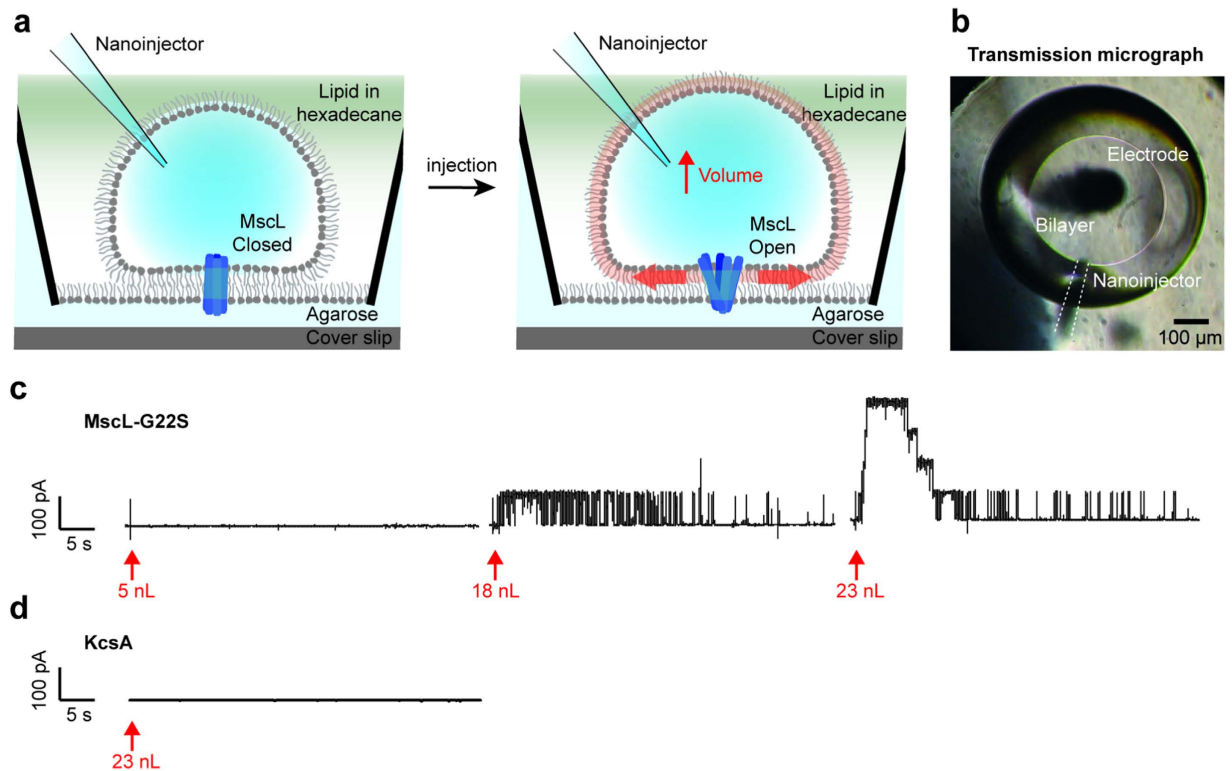 a
Nanoinjector
Lipid in
hexadecane
MscL
Closed
Agarose
Cover slip
injection
Nanoinjector
Lipid in
hexadecane
Volume
MscL
Open
Agarose
Cover slip
b
Transmission micrograph
Electrode
Bilayer
Nanoinjector
100 µm
c
MscL-G22S
100 pA
5 s
5 nL
18 nL
23 nL
d
KcsA
100 pA
5 s
23 nL